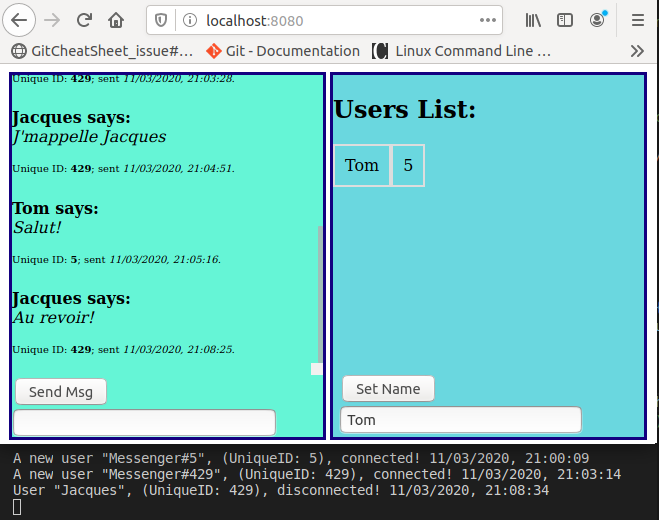 localhost:8080
GitCheatSheet_issue#...
Git - Documentation
Linux Command Line ...
Unique ID: 429; sent 11/03/2020, 21:03:28.
Jacques says:
J'mappelle Jacques
Unique ID: 429; sent 11/03/2020, 21:04:51.
Tom says:
Salut!
Unique ID: 5; sent 11/03/2020, 21:05:16.
Jacques says:
Au revoir!
Unique ID: 429; sent 11/03/2020, 21:08:25.
Send Msg
Users List:
Tom 5
Set Name
Tom
A new user "Messenger#5", (UniqueID: 5), connected! 11/03/2020, 21:00:09
A new user "Messenger#429", (UniqueID: 429), connected! 11/03/2020, 21:03:14
User "Jacques", (UniqueID: 429), disconnected! 11/03/2020, 21:08:34